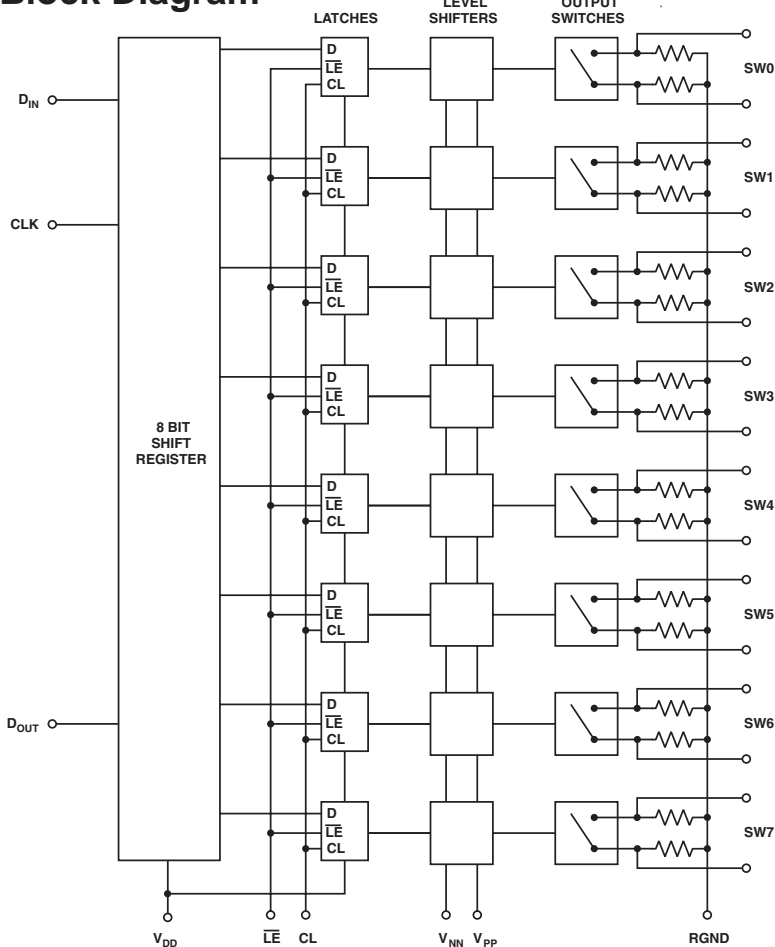 Block Diagram
LATCHES
LEVEL
SHIFTERS
OUTPUT
SWITCHES
D
LE
CL
SW0
DIN
D
LE
CL
SW1
CLK
D
LE
CL
SW2
D
LE
CL
SW3
8 BIT
SHIFT
REGISTER
D
LE
CL
SW4
D
LE
CL
SW5
D
LE
CL
SW6
DOUT
D
LE
CL
SW7
VDD
LE
CL
VNN
VPP
RGND